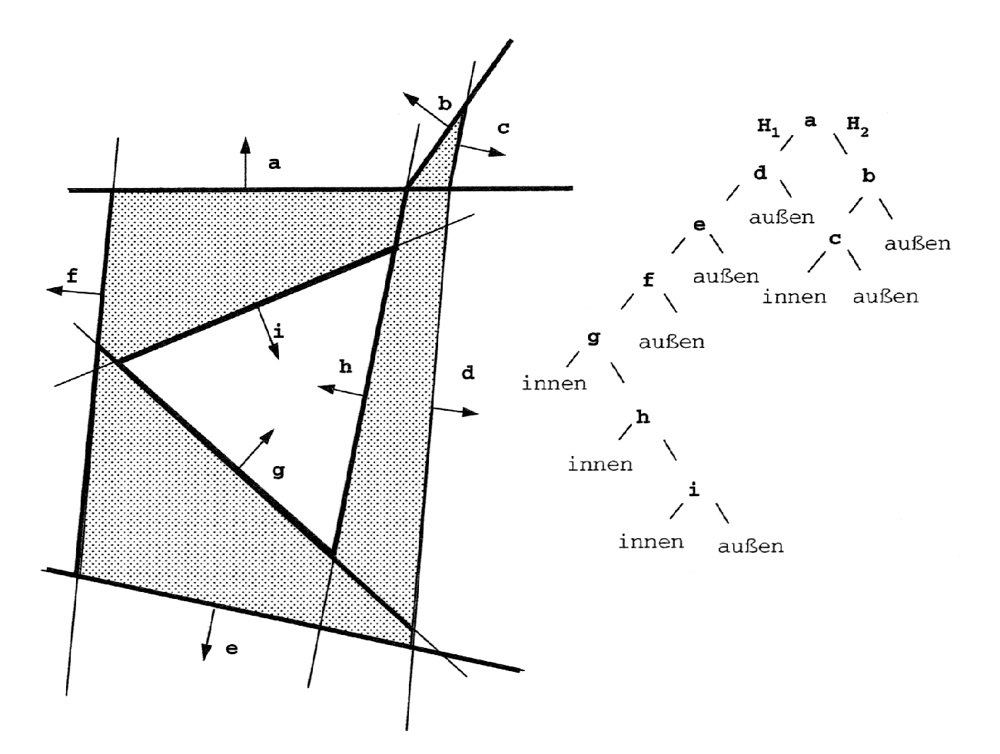 b
c
a
f
i
h
d
g
e
H1 a H2
d b
außen
e c außen
f außen innen außen
g außen
innen
h
innen
i
innen außen